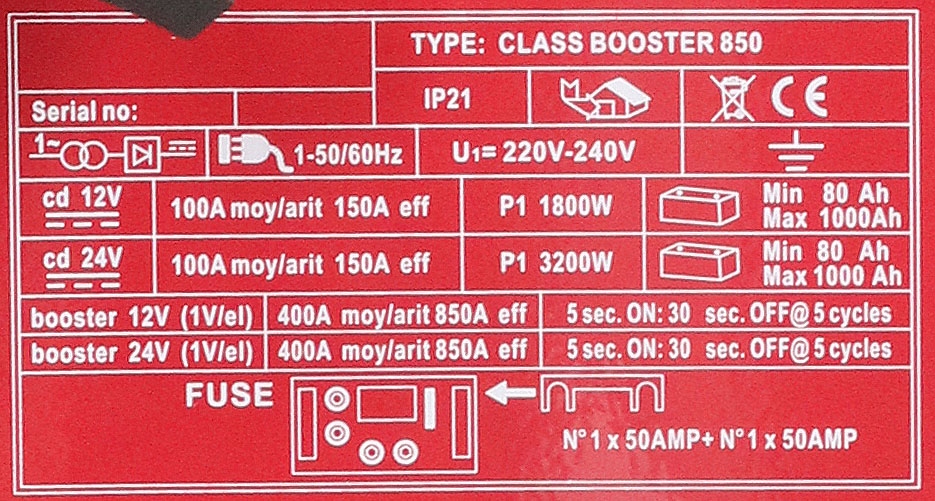 TYPE: CLASS BOOSTER 850
Serial no:
IP21
CE
1~
1-50/60Hz
U1= 220V-240V
cd 12V
100A moy/arit 150A eff
P1 1800W
Min 80 Ah
Max 1000Ah
cd 24V
100A moy/arit 150A eff
P1 3200W
Min 80 Ah
Max 1000 Ah
booster 12V (1V/el)
400A moy/arit 850A eff
5 sec. ON: 30 sec. OFF@ 5 cycles
booster 24V (1V/el)
400A moy/arit 850A eff
5 sec. ON: 30 sec. OFF@ 5 cycles
FUSE
N°1 x 50AMP+ N°1 x 50AMP